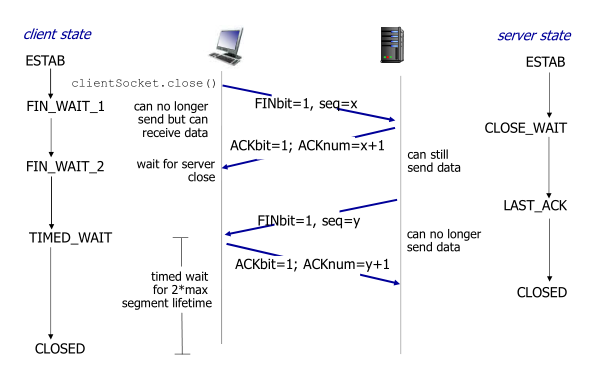 client state
server state
ESTAB
ESTAB
clientSocket.close()
FIN_WAIT_1
can no longer
send but can
receive data
FINbit=1, seq=x
CLOSE_WAIT
ACKbit=1; ACKnum=x+1
FIN_WAIT_2
wait for server
close
can still
send data
LAST_ACK
FINbit=1, seq=y
TIMED_WAIT
can no longer
send data
ACKbit=1; ACKnum=y+1
timed wait
for 2*max
segment lifetime
CLOSED
CLOSED